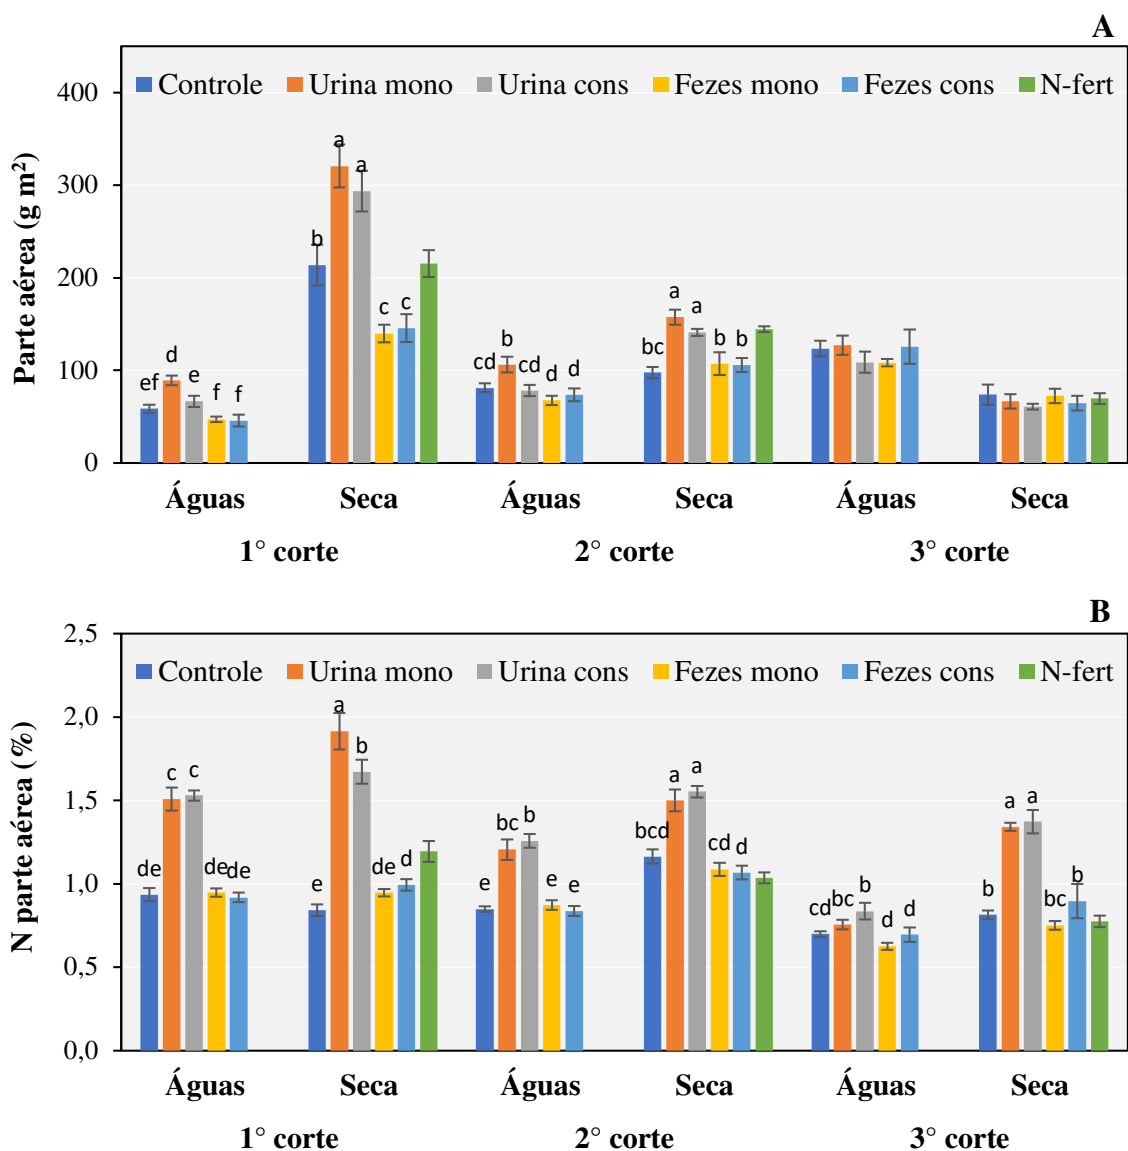 A
Parte aérea (g m²)
400
300
200
100
0
Controle Urina mono Urina cons Fezes mono Fezes cons N-fert
ef d e f f
b a a c c
cd b cd d d
bc a a b b
Águas Seca Águas Seca Águas Seca
1° corte 2° corte 3° corte
B
N parte aérea (%)
2,5
2,0
1,5
1,0
0,5
0,0
Controle Urina mono Urina cons Fezes mono Fezes cons N-fert
de c c de de
e a b de d
e bc b e e
bcd a a cd d
cd bc b d d
b a a bc b
Águas Seca Águas Seca Águas Seca
1° corte 2° corte 3° corte